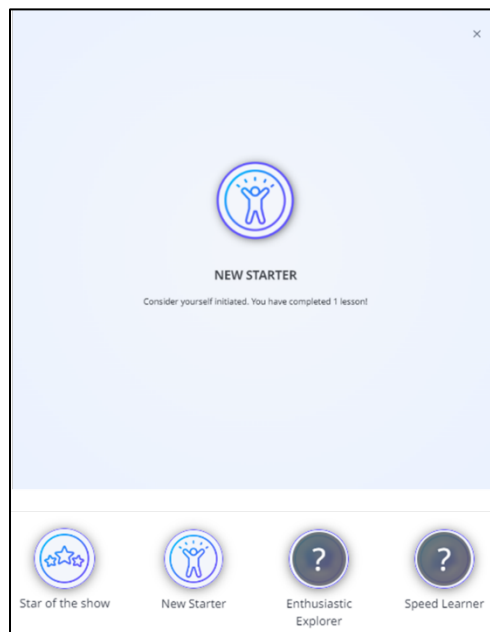 NEW STARTER
Consider yourself initiated. You have completed 1 lesson!
? ?
Star of the show New Starter Enthusiastic Speed Learner
Explorer